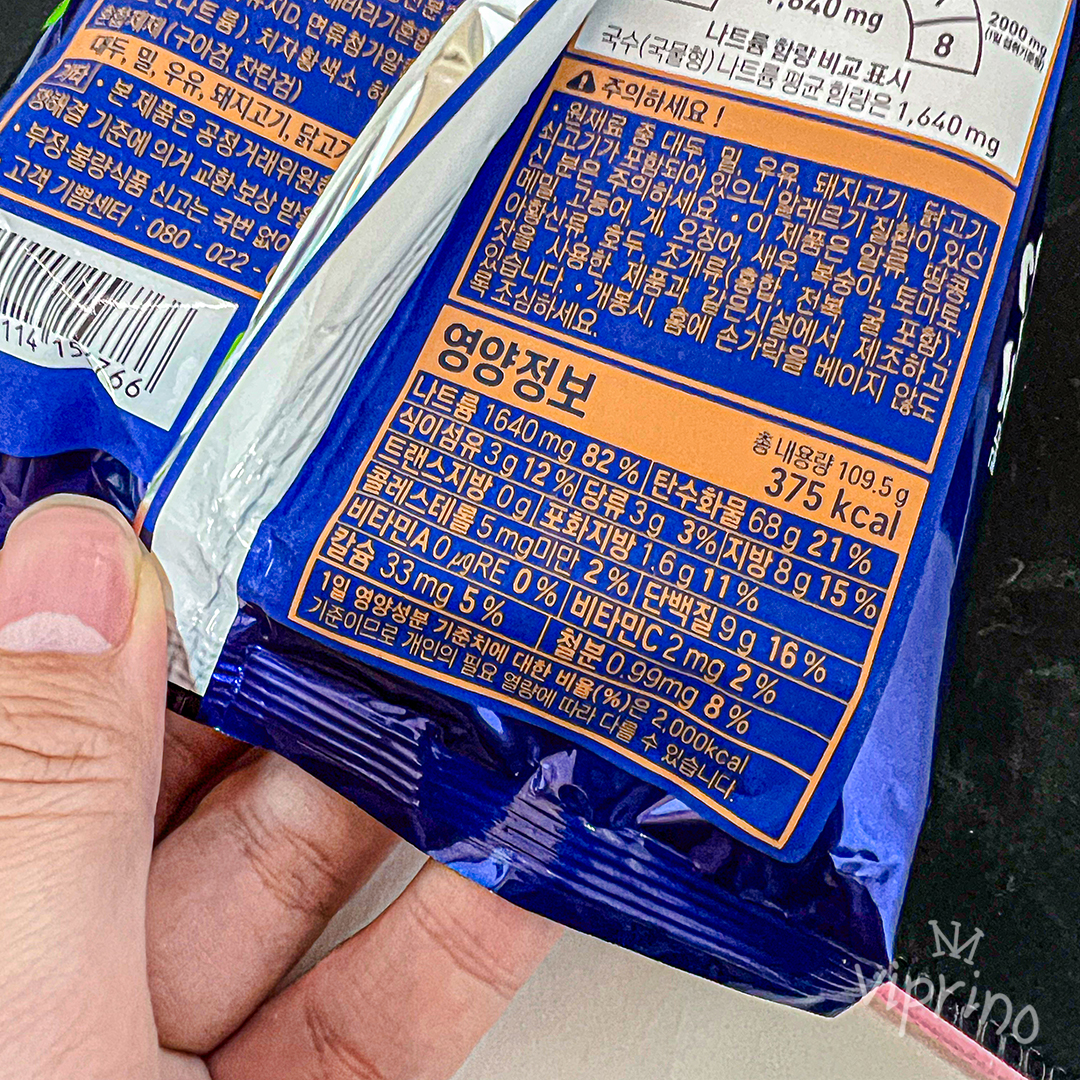 대두, 밀, 우유, 돼지고기, 닭고기
기타 · 본 제품은 공정거래위원회
기준에 의거 교환 보상 받을
· 부정 불량식품 신고는 국번 없이
고객 기쁨센터 : 080 - 022 -
1,640 mg
8
2000 mg
나트륨 함량 비교 표시
국수(국물형) 나트륨 평균 함량은 1,640 mg
주의하세요 !
· 원재료 중 대두, 밀, 우유, 돼지고기, 닭고기,
쇠고기가 포함되어 있으니 알레르기 체질이 있으
신 분은 주의하세요. · 이 제품은 알류, 땅콩,
메밀, 고등어, 게, 오징어, 새우, 복숭아, 토마토,
아황산류, 호두, 조개류(홍합, 전복, 굴 포함),
잣을 사용한 제품과 같은 시설에서 제조하고
있습니다. · 개봉시, 홈에 손가락을 베이지 않도
록 조심하세요.
영양정보
총 내용량 109.5 g
375 kcal
나트륨 1640 mg 82 % 탄수화물 68 g 21 %
식이섬유 3 g 12 % 당류 3 g 3% 지방 8 g 15 %
트랜스지방 0 g 포화지방 1.6 g 11 %
콜레스테롤 5 mg미만 2 % 단백질 9 g 16 %
비타민A 0 ㎍RE 0 % 비타민C 2 mg 2 %
칼슘 33 mg 5 % 철분 0.99mg 8 %
1일 영양성분 기준치에 대한 비율(%)은 2,000kcal
기준이므로 개인의 필요 열량에 따라 다를 수 있습니다.
viprino